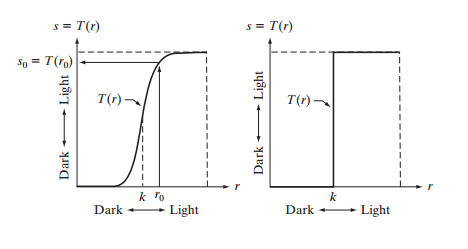 s = T(r)
s₀ = T(r₀)
T(r)
Dark ←→ Light
r
k r₀
Dark ←→ Light
s = T(r)
T(r)
Dark ←→ Light
r
k
Dark ←→ Light